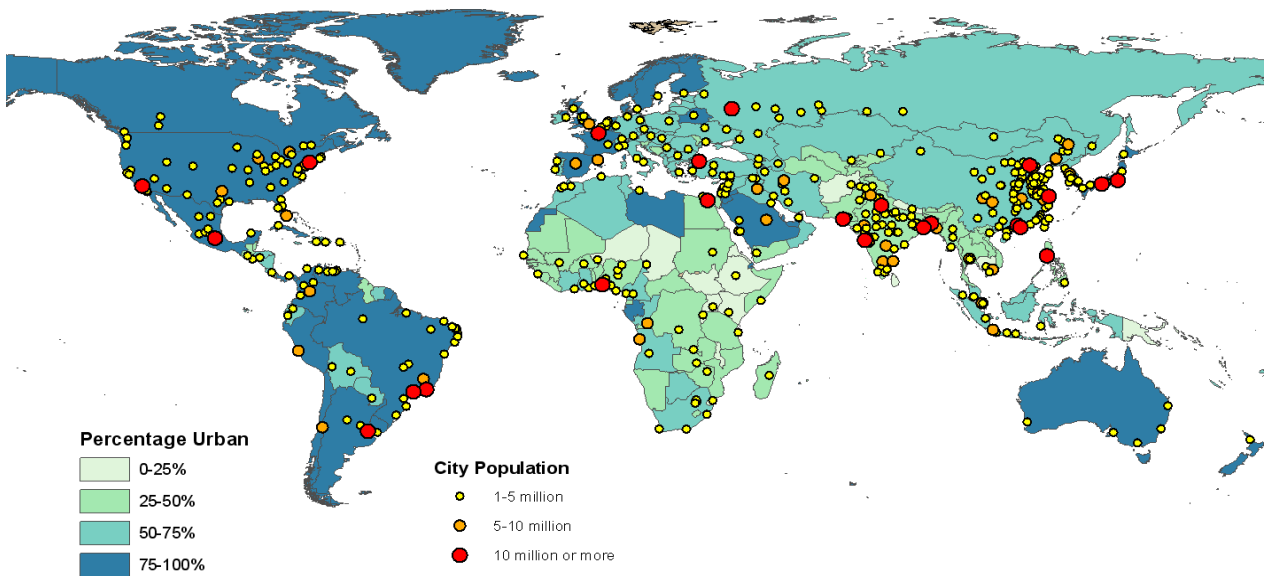 Percentage Urban
0-25%
25-50%
50-75%
75-100%
City Population
1-5 million
5-10 million
10 million or more